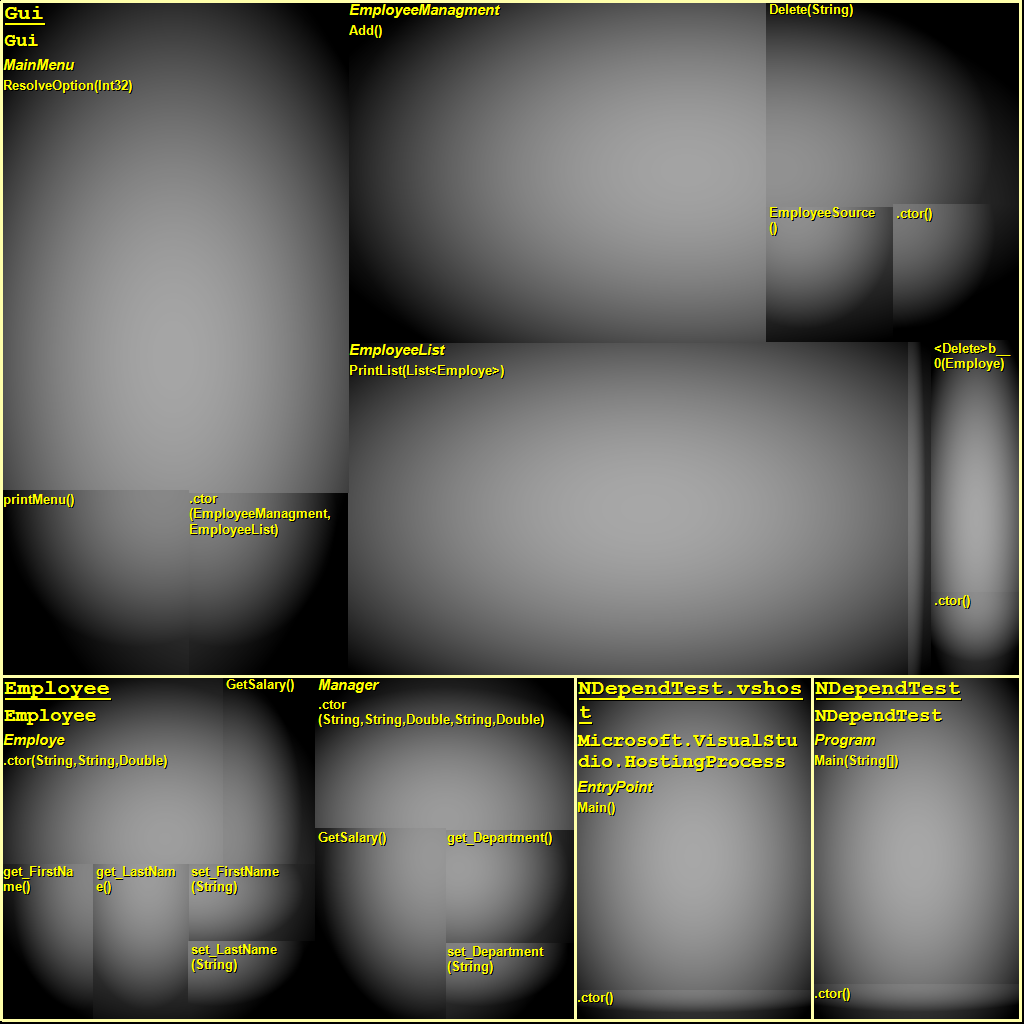 Gui
Gui
MainMenu
ResolveOption(Int32)
printMenu()
.ctor
(EmployeeManagment,
EmployeeList)
EmployeeManagment
Add()
Delete(String)
EmployeeSource
()
.ctor()
EmployeeList
PrintList(List<Employe>)
<Delete>b__
0(Employe)
.ctor()
Employee
Employee
Employe
.ctor(String,String,Double)
GetSalary()
get_FirstNa
me()
get_LastNam
e()
set_FirstName
(String)
set_LastName
(String)
Manager
.ctor
(String,String,Double,String,Double)
GetSalary()
get_Department()
set_Department
(String)
NDependTest.vshos
t
Microsoft.VisualStu
dio.HostingProcess
EntryPoint
Main()
.ctor()
NDependTest
NDependTest
Program
Main(String[])
.ctor()